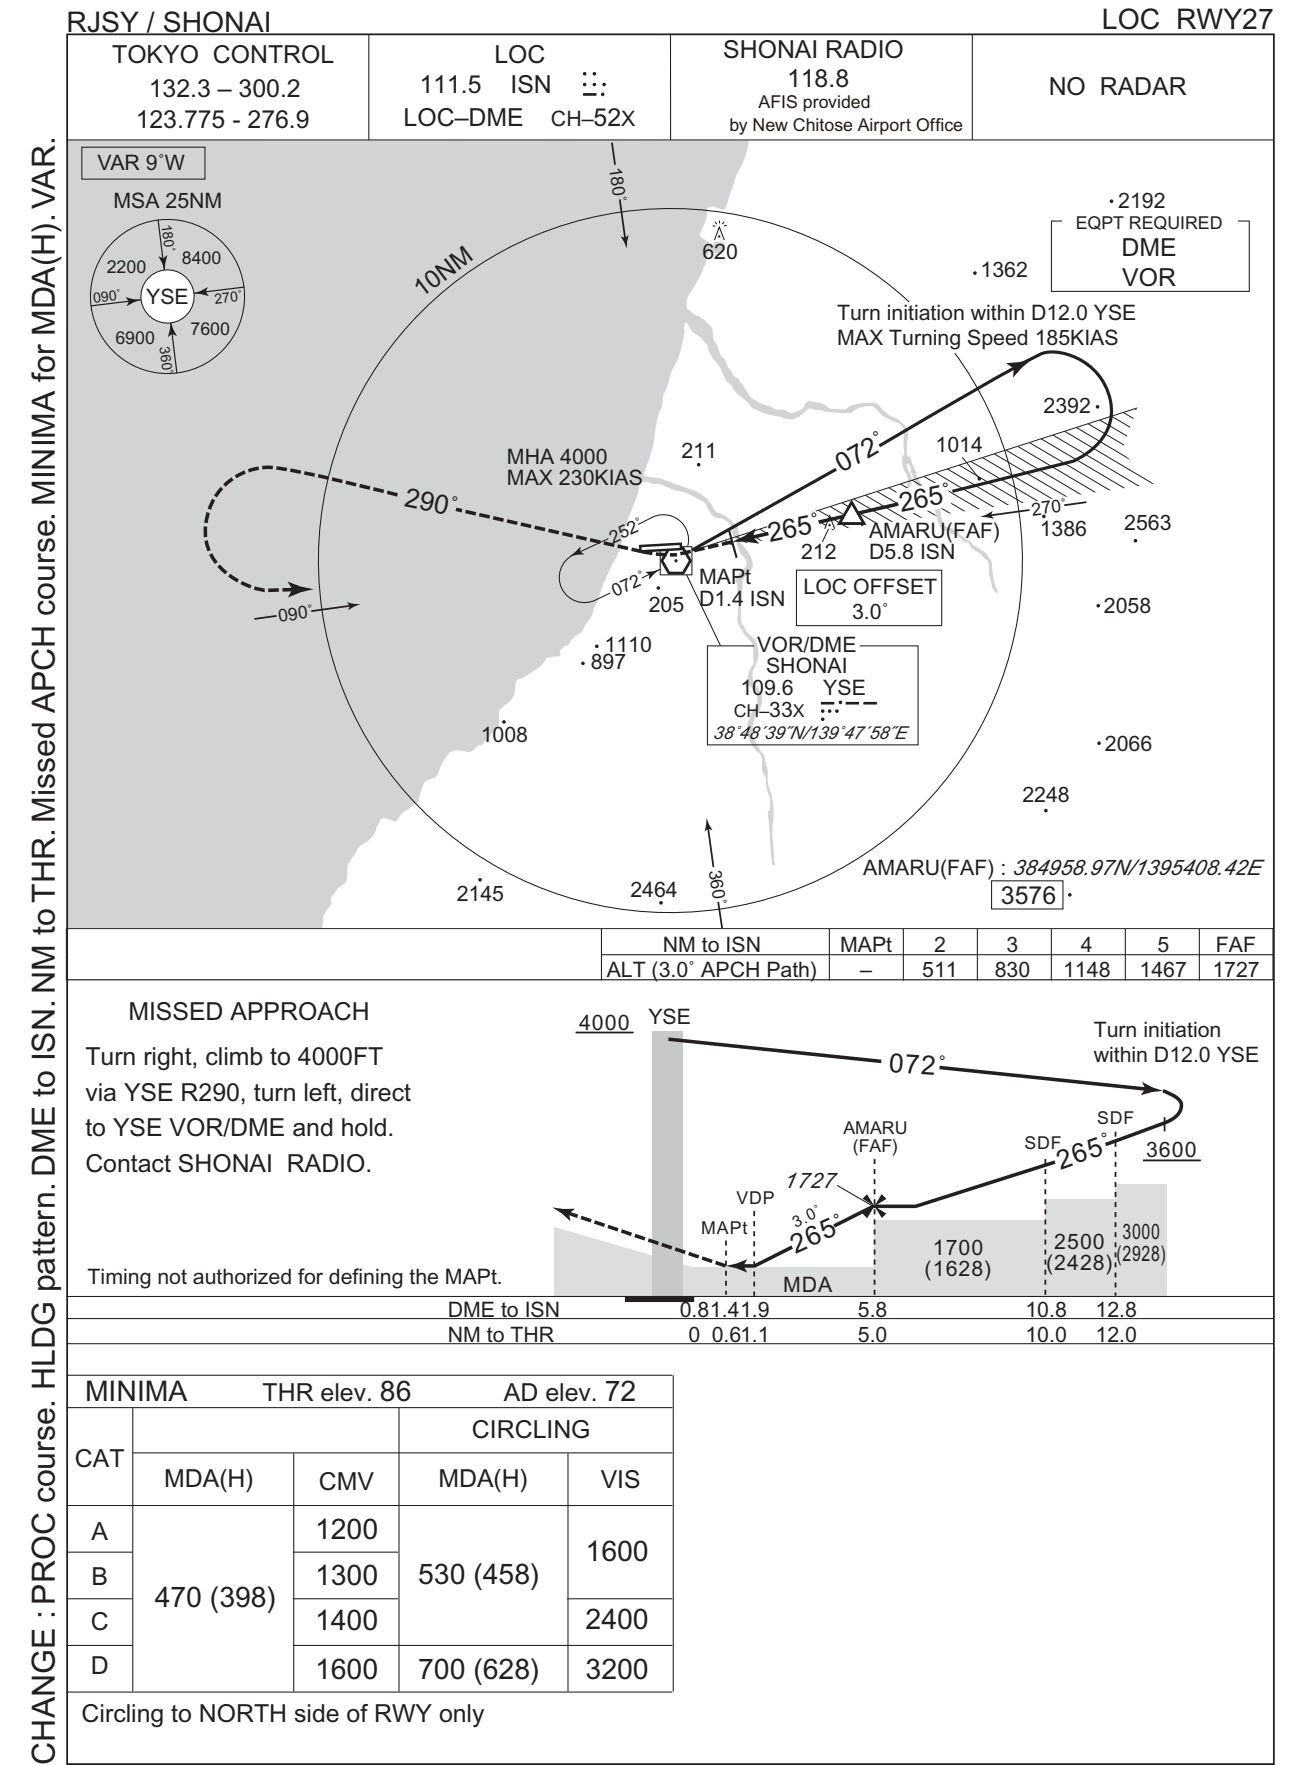 RJSY / SHONAI
LOC RWY27
TOKYO CONTROL
132.3 – 300.2
123.775 - 276.9
LOC
111.5 ISN
LOC–DME CH–52X
SHONAI RADIO
118.8
AFIS provided
by New Chitose Airport Office
NO RADAR
CHANGE : PROC course. HLDG pattern. DME to ISN. NM to THR. Missed APCH course. MINIMA for MDA(H). VAR.
VAR 9°W
MSA 25NM
180°
2200
8400
090°
YSE
270°
6900
7600
360°
10NM
180°
620
2192
EQPT REQUIRED
DME
VOR
1362
Turn initiation within D12.0 YSE
MAX Turning Speed 185KIAS
2392
072°
1014
211
MHA 4000
MAX 230KIAS
290°
265°
265°
270°
1386
2563
252°
212
AMARU(FAF)
D5.8 ISN
072°
205
MAPt
D1.4 ISN
LOC OFFSET
3.0°
090°
2058
1110
897
VOR/DME
SHONAI
109.6 YSE
CH–33X
38°48′39″N/139°47′58″E
1008
2066
2248
AMARU(FAF) : 384958.97N/1395408.42E
3576
2145
2464
360°
NM to ISN MAPt 2 3 4 5 FAF
ALT (3.0° APCH Path) – 511 830 1148 1467 1727
MISSED APPROACH
Turn right, climb to 4000FT
via YSE R290, turn left, direct
to YSE VOR/DME and hold.
Contact SHONAI RADIO.
Timing not authorized for defining the MAPt.
4000
YSE
072°
Turn initiation
within D12.0 YSE
AMARU
(FAF)
SDF
SDF
265°
3600
1727
VDP
3.0°
265°
MAPt
MDA
1700
(1628)
2500
(2428)
3000
(2928)
DME to ISN 0.8 1.4 1.9 5.8 10.8 12.8
NM to THR 0 0.6 1.1 5.0 10.0 12.0
MINIMA THR elev. 86 AD elev. 72
CAT
CIRCLING
MDA(H) CMV MDA(H) VIS
A 1200
B 1300
C 1400
D 1600
470 (398)
530 (458)
1600
2400
700 (628) 3200
Circling to NORTH side of RWY only